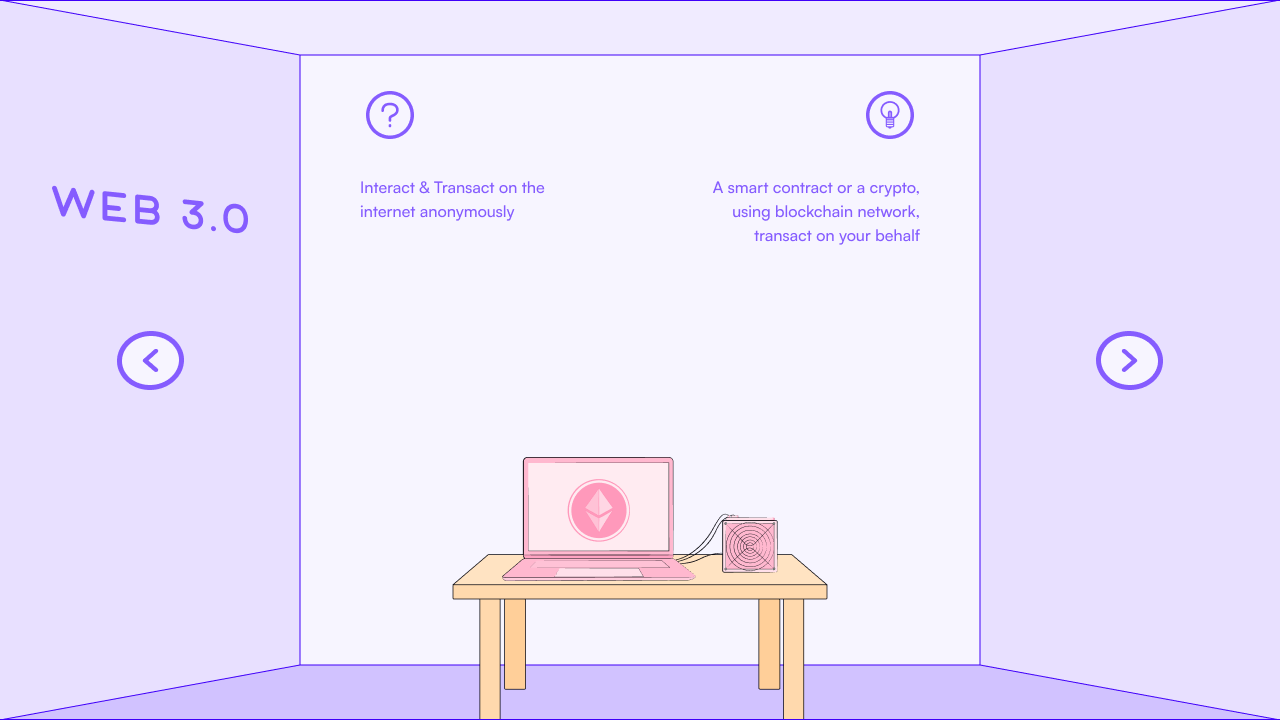 WEB 3.0
Interact & Transact on the
internet anonymously
A smart contract or a crypto,
using blockchain network,
transact on your behalf